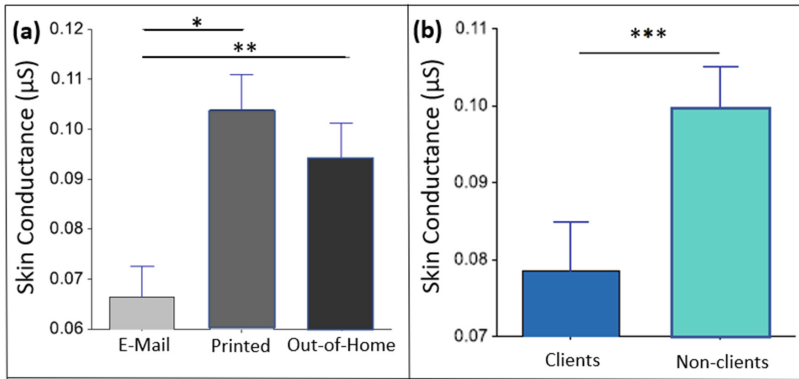 (a)
Skin Conductance (µS)
0.12
0.11
0.10
0.09
0.08
0.07
0.06
*
**
E-Mail
Printed
Out-of-Home
(b)
Skin Conductance (µS)
0.11
0.10
0.09
0.08
0.07
***
Clients
Non-clients